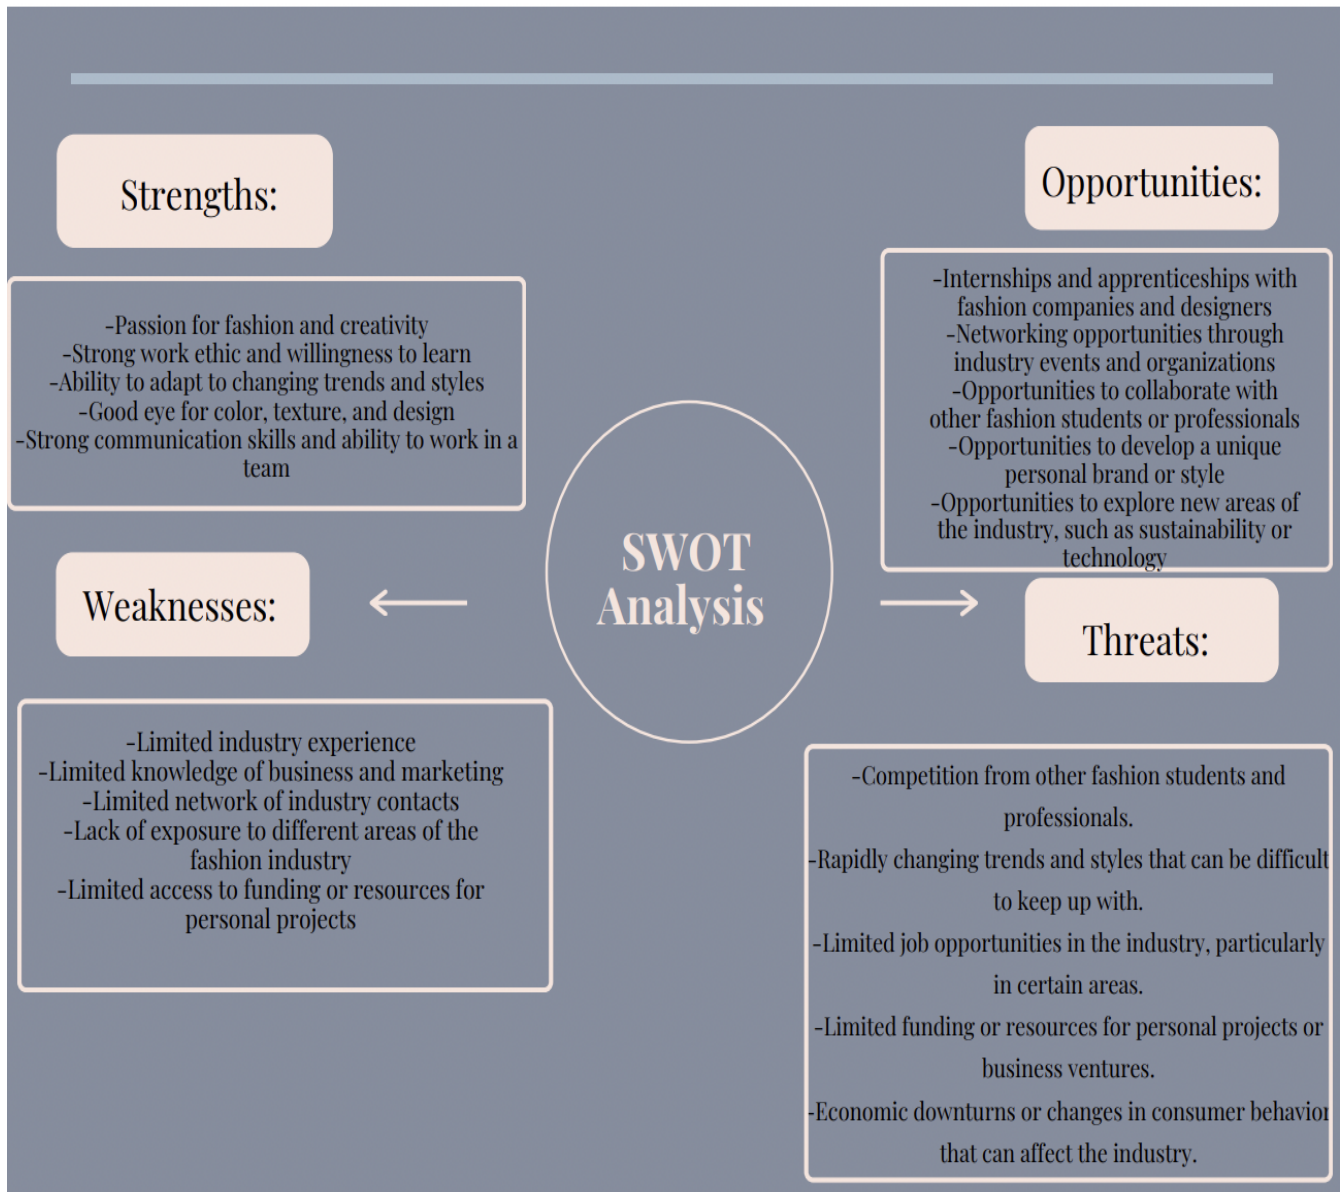 Strengths:
-Passion for fashion and creativity
-Strong work ethic and willingness to learn
-Ability to adapt to changing trends and styles
-Good eye for color, texture, and design
-Strong communication skills and ability to work in a
team
Weaknesses:
-Limited industry experience
-Limited knowledge of business and marketing
-Limited network of industry contacts
-Lack of exposure to different areas of the
fashion industry
-Limited access to funding or resources for
personal projects
SWOT
Analysis
Opportunities:
-Internships and apprenticeships with
fashion companies and designers
-Networking opportunities through
industry events and organizations
-Opportunities to collaborate with
other fashion students or professionals
-Opportunities to develop a unique
personal brand or style
-Opportunities to explore new areas of
the industry, such as sustainability or
technology
Threats:
-Competition from other fashion students and
professionals.
-Rapidly changing trends and styles that can be difficult
to keep up with.
-Limited job opportunities in the industry, particularly
in certain areas.
-Limited funding or resources for personal projects or
business ventures.
-Economic downturns or changes in consumer behavior
that can affect the industry.